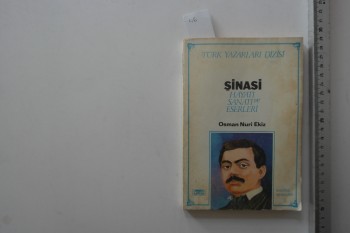 TÜRK YAZARLARI DİZİSİ
ŞİNASİ
HAYATI
SANATI
ESERLERİ
Osman Nuri Ekiz